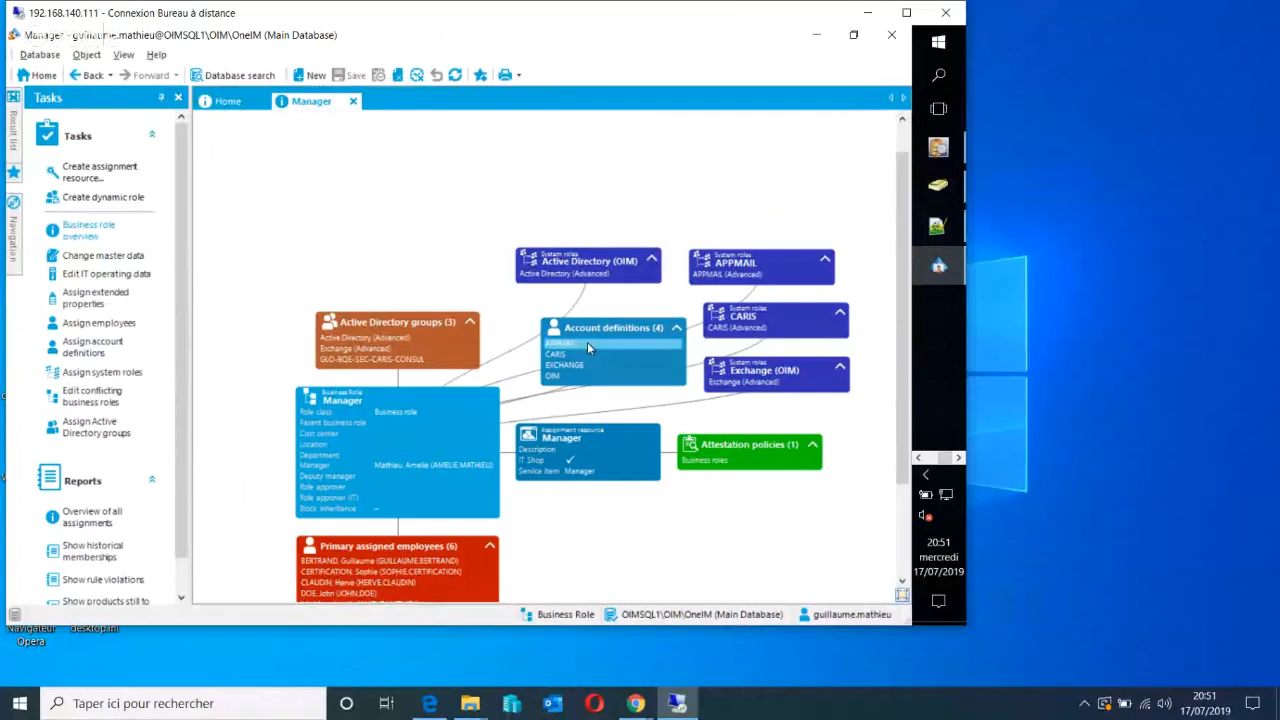 192.168.140.111 - Connexion Bureau à distance
Manager - guillaume.mathieu@OIMSQL1\OIM\OneIM (Main Database)
Database Object View Help
Home Back Forward Database search New Save
Tasks
Home Manager
Result list
Navigation
Tasks
Create assignment
resource...
Create dynamic role
Business role
overview
Change master data
Edit IT operating data
Assign extended
properties
Assign employees
Assign account
definitions
Assign system roles
Edit conflicting
business roles
Assign Active
Directory groups
Reports
Overview of all
assignments
Show historical
memberships
Show rule violations
Show products still to
System roles
Active Directory (OIM)
Active Directory (Advanced)
System roles
APPMAIL
APPMAIL (Advanced)
System roles
CARIS
CARIS (Advanced)
System roles
Exchange (OIM)
Exchange (Advanced)
Active Directory groups (3)
Active Directory (Advanced)
Exchange (Advanced)
GLO-BQE-SEC-CARIS-CONSUL
Account definitions (4)
CARIS
EXCHANGE
OIM
Business Role
Manager
Role class Business role
Parent business role
Cost center
Location
Department
Manager Mathieu, Amelie (AMELIE.MATHIEU)
Deputy manager
Role approver
Role approver (IT)
Block inheritance –
Assignment resource
Manager
Description
IT Shop ✓
Service item Manager
Attestation policies (1)
Business roles
Primary assigned employees (6)
BERTRAND, Guillaume (GUILLAUME.BERTRAND)
CERTIFICATION, Sophie (SOPHIE.CERTIFICATION)
CLAUDIN, Herve (HERVE.CLAUDIN)
DOE, John (JOHN.DOE)
Business Role OIMSQL1\OIM\OneIM (Main Database) guillaume.mathieu
20:51
mercredi
17/07/2019
Navigateur
Opera
desktop.ini
Taper ici pour rechercher
20:51
17/07/2019